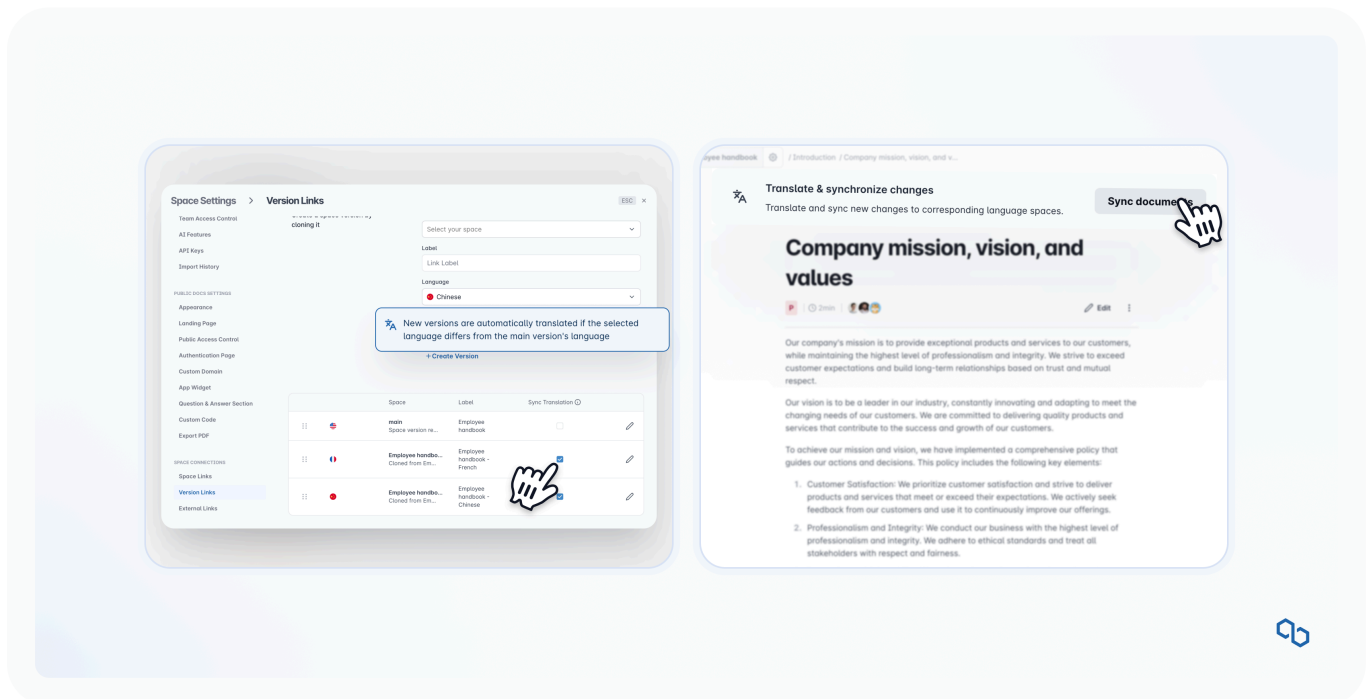 Space Settings > Version Links
ESC ×
Team Access Control
AI Features
API Keys
Import History
PUBLIC DOCS SETTINGS
Appearance
Landing Page
Public Access Control
Authentication Page
Custom Domain
App Widget
Question & Answer Section
Custom Code
Export PDF
SPACE CONNECTIONS
Space Links
Version Links
External Links
cloning it
Select your space
Label
Link Label
Language
Chinese
New versions are automatically translated if the selected
language differs from the main version's language
+ Create Version
Space Label Sync Translation
main
Space version re...
Employee
handbook
Employee handbo...
Cloned from Em...
Employee
handbook -
French
Employee handbo...
Cloned from Em...
Employee
handbook -
Chinese
oyee handbook / Introduction / Company mission, vision, and v...
Translate & synchronize changes
Translate and sync new changes to corresponding language spaces.
Sync documents
Company mission, vision, and
values
P 2min
Edit
Our company's mission is to provide exceptional products and services to our customers,
while maintaining the highest level of professionalism and integrity. We strive to exceed
customer expectations and build long-term relationships based on trust and mutual
respect.
Our vision is to be a leader in our industry, constantly innovating and adapting to meet the
changing needs of our customers. We are committed to delivering quality products and
services that contribute to the success and growth of our customers.
To achieve our mission and vision, we have implemented a comprehensive policy that
guides our actions and decisions. This policy includes the following key elements:
1. Customer Satisfaction: We prioritize customer satisfaction and strive to deliver
products and services that meet or exceed their expectations. We actively seek
feedback from our customers and use it to continuously improve our offerings.
2. Professionalism and Integrity: We conduct our business with the highest level of
professionalism and integrity. We adhere to ethical standards and treat all
stakeholders with respect and fairness.